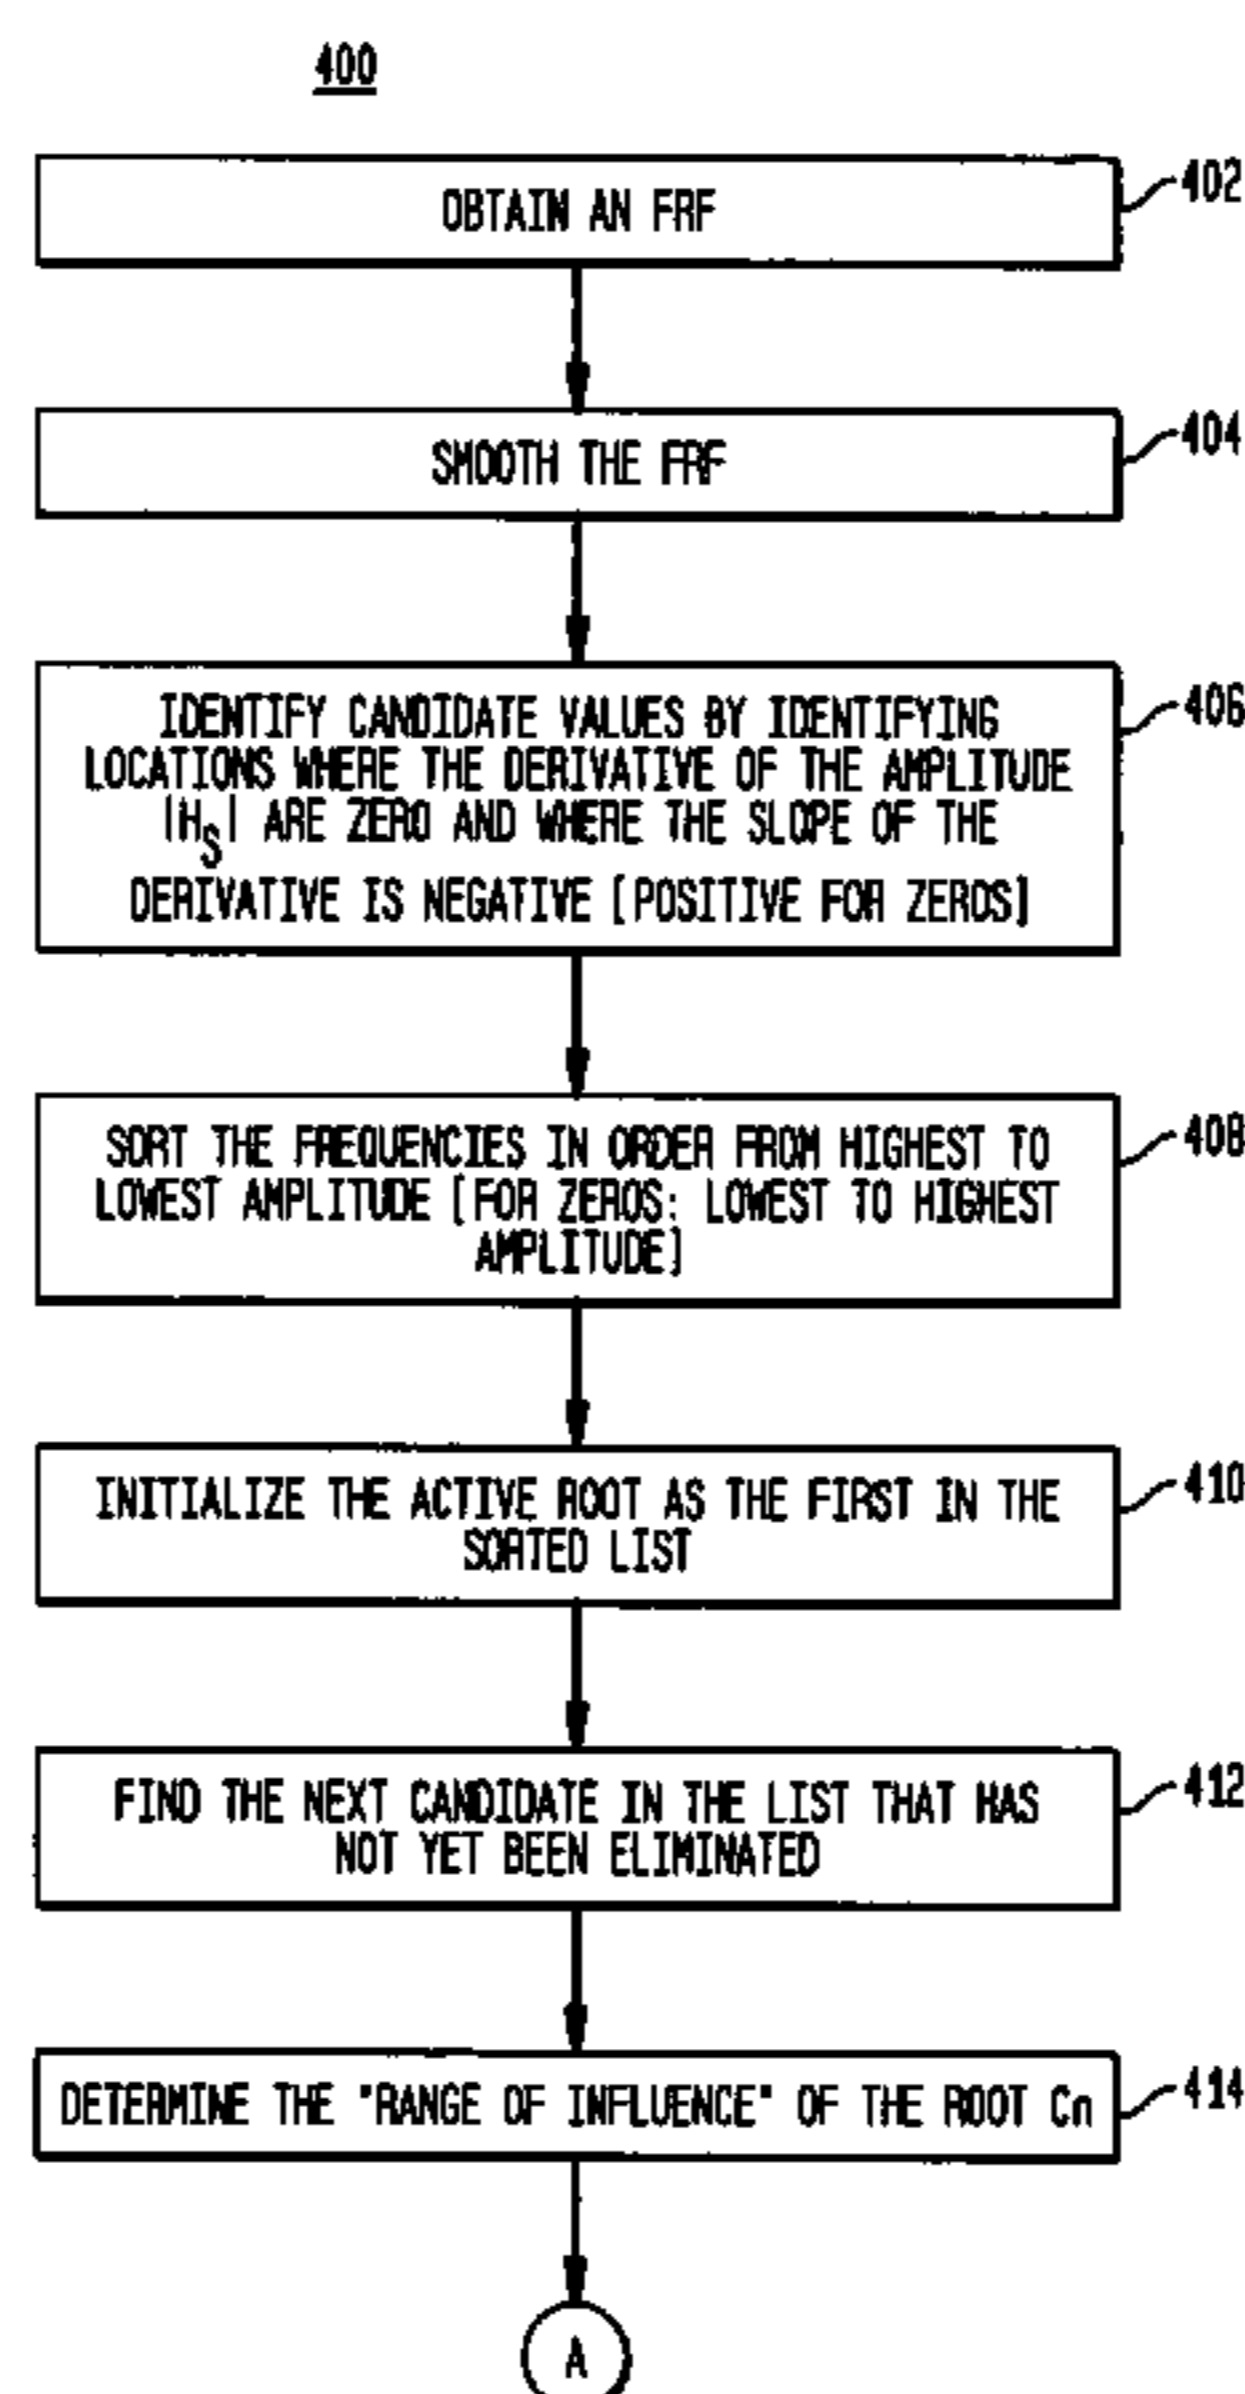 400
OBTAIN AN FRF
402
SMOOTH THE FRF
404
IDENTIFY CANDIDATE VALUES BY IDENTIFYING
LOCATIONS WHERE THE DERIVATIVE OF THE AMPLITUDE
|HS| ARE ZERO AND WHERE THE SLOPE OF THE
DERIVATIVE IS NEGATIVE (POSITIVE FOR ZEROS)
406
SORT THE FREQUENCIES IN ORDER FROM HIGHEST TO
LOWEST AMPLITUDE (FOR ZEROS: LOWEST TO HIGHEST
AMPLITUDE)
408
INITIALIZE THE ACTIVE ROOT AS THE FIRST IN THE
SORTED LIST
410
FIND THE NEXT CANDIDATE IN THE LIST THAT HAS
NOT YET BEEN ELIMINATED
412
DETERMINE THE "RANGE OF INFLUENCE" OF THE ROOT Cn
414
A